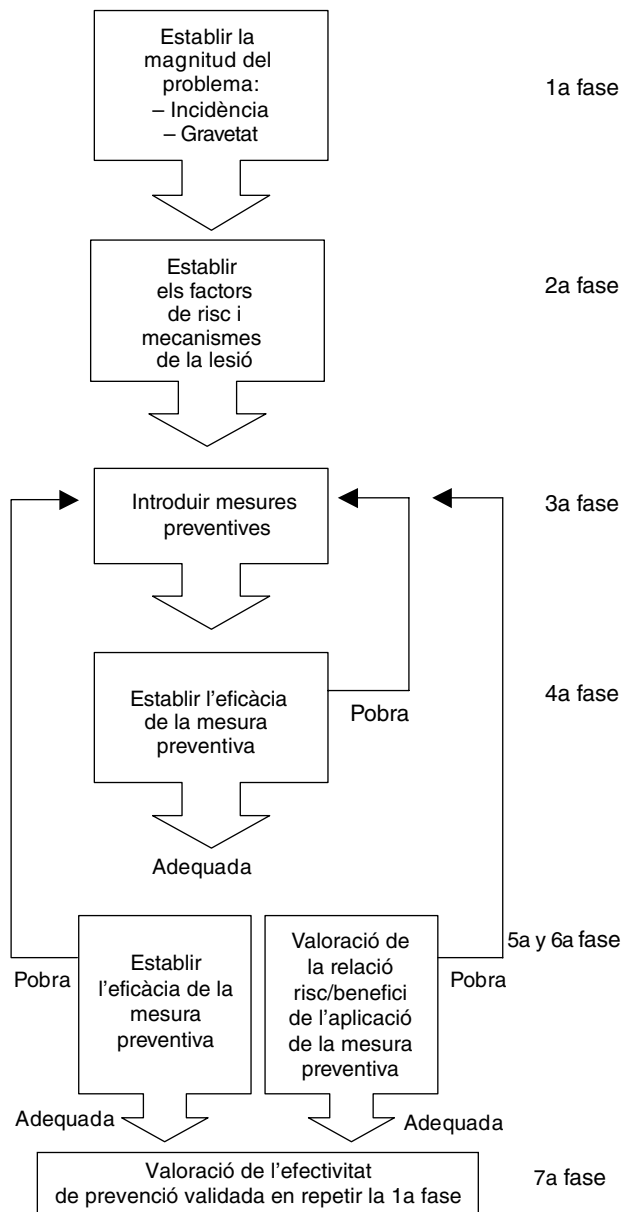 Establir la
magnitud del
problema:
– Incidència
– Gravetat
1a fase
Establir
els factors
de risc i
mecanismes
de la lesió
2a fase
Introduir mesures
preventives
3a fase
Establir l’eficàcia
de la mesura
preventiva
4a fase
Pobra
Adequada
5a y 6a fase
Establir
l’eficàcia de la
mesura
preventiva
Pobra
Adequada
Valoració de
la relació
risc/benefici
de l’aplicació
de la mesura
preventiva
Pobra
Adequada
Valoració de l’efectivitat
de prevenció validada en repetir la 1a fase
7a fase